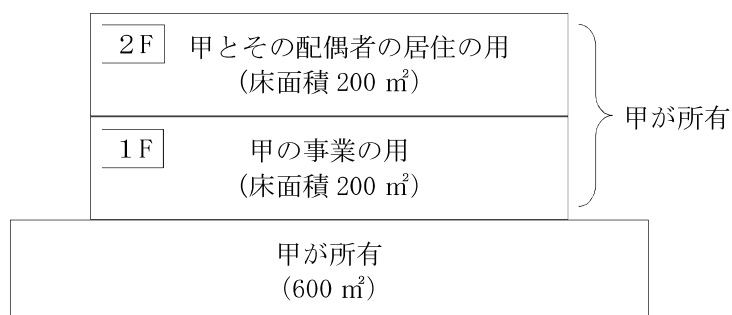 2F 甲とその配偶者の居住の用
(床面積 200 ㎡)
甲が所有
1F 甲の事業の用
(床面積 200 ㎡)
甲が所有
(600 ㎡)